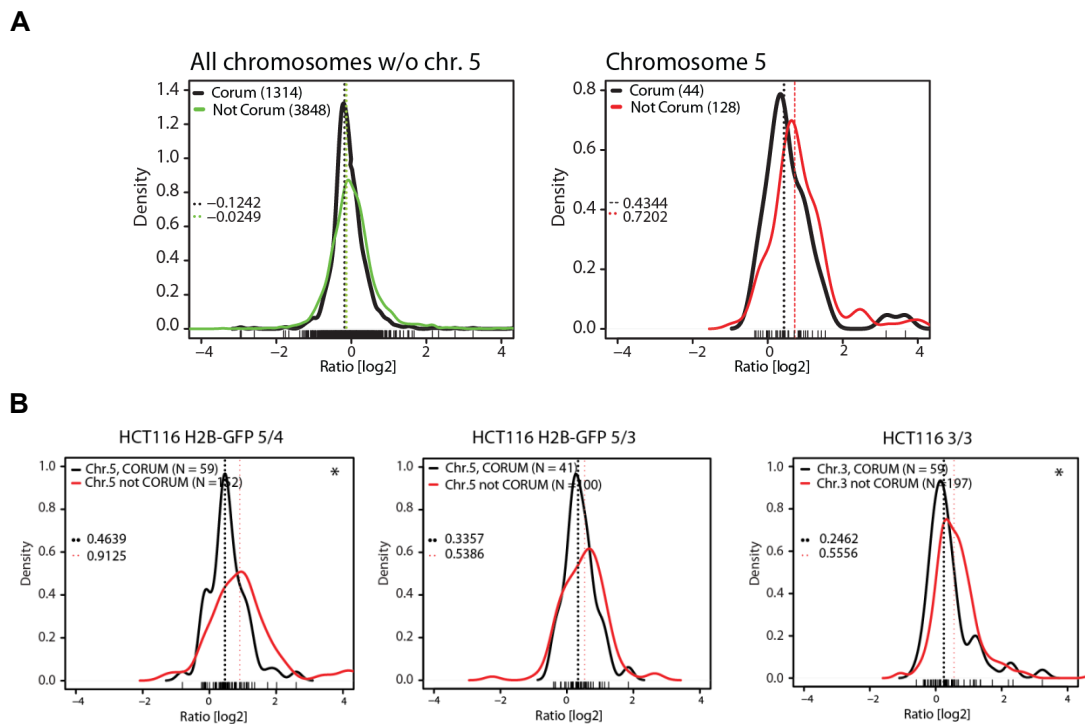 A
All chromosomes w/o chr. 5
1.4
1.2
1.0
0.8
0.6
0.4
0.2
0.0
Density
Corum (1314)
Not Corum (3848)
−0.1242
−0.0249
−4
−2
0
2
4
Ratio [log2]
Chromosome 5
0.8
0.6
0.4
0.2
0.0
Density
Corum (44)
Not Corum (128)
0.4344
0.7202
−4
−2
0
2
4
Ratio [log2]
B
HCT116 H2B-GFP 5/4
1.0
0.8
0.6
0.4
0.2
0.0
Density
Chr.5, CORUM (N = 59)
*
Chr.5 not CORUM (N =
0.4639
0.9125
−4
−2
0
2
4
Ratio [log2]
HCT116 H2B-GFP 5/3
1.0
0.8
0.6
0.4
0.2
0.0
Density
Chr.5, CORUM (N = 41)
Chr.5 not CORUM (N =
0.3357
0.5386
−4
−2
0
2
4
Ratio [log2]
HCT116 3/3
1.0
0.8
0.6
0.4
0.2
0.0
Density
Chr.3, CORUM (N = 59)
*
Chr.3 not CORUM (N = 197)
0.2462
0.5556
−4
−2
0
2
4
Ratio [log2]